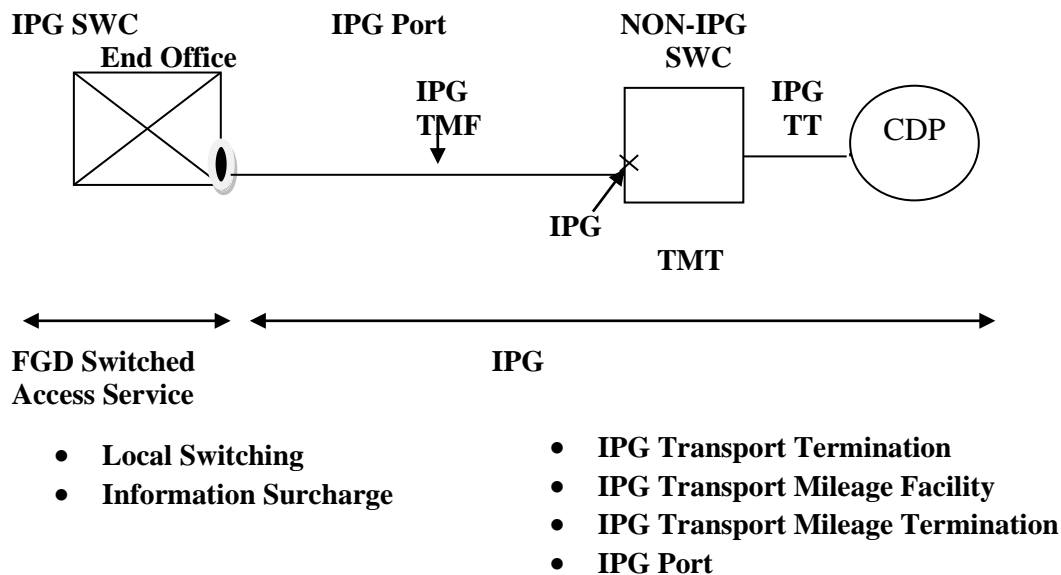 IPG SWC
End Office
IPG Port
NON-IPG
SWC
IPG
TMF
IPG
TT
CDP
IPG
TMT
FGD Switched
Access Service
IPG
• Local Switching
• Information Surcharge
• IPG Transport Termination
• IPG Transport Mileage Facility
• IPG Transport Mileage Termination
• IPG Port